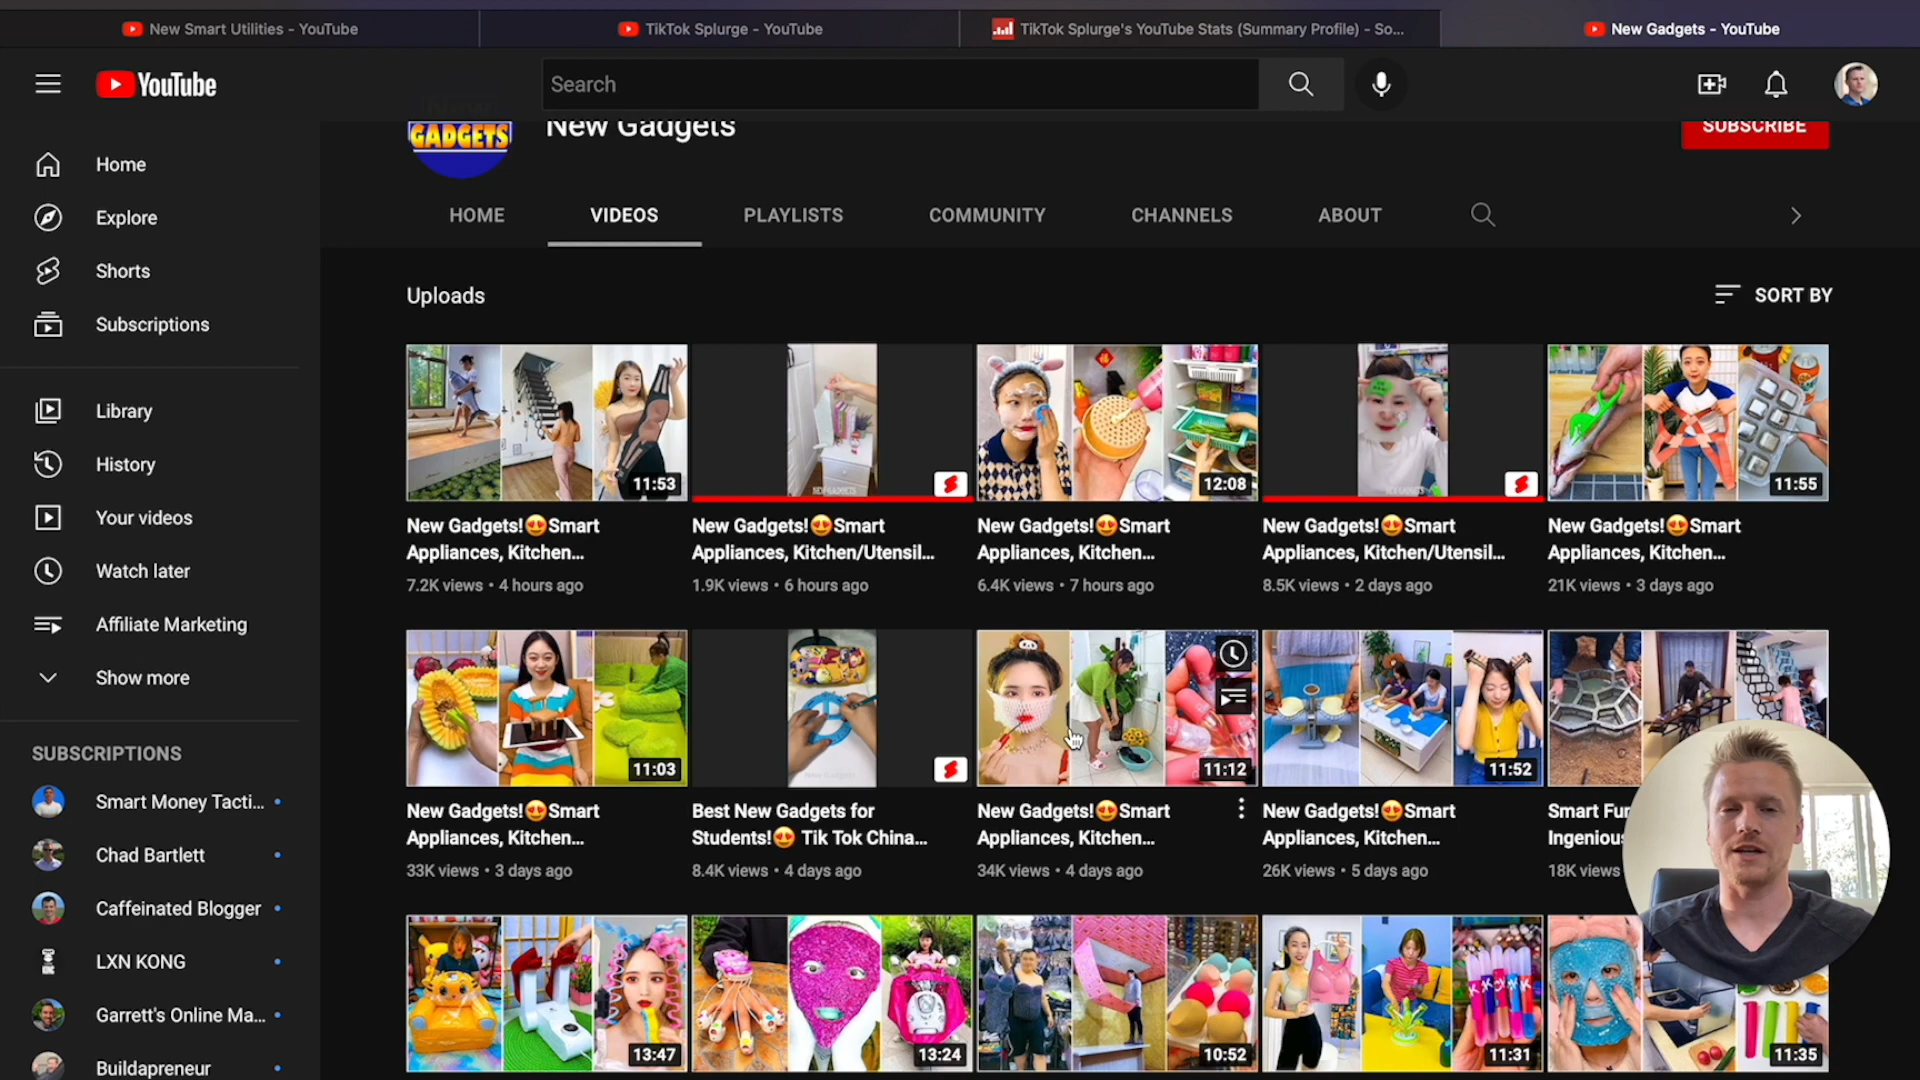 New Smart Utilities - YouTube
TikTok Splurge - YouTube
TikTok Splurge's YouTube Stats (Summary Profile) - So...
New Gadgets - YouTube
YouTube
Search
GADGETS
New Gadgets
SUBSCRIBE
HOME
VIDEOS
PLAYLISTS
COMMUNITY
CHANNELS
ABOUT
Home
Explore
Shorts
Subscriptions
Library
History
Your videos
Watch later
Affiliate Marketing
Show more
SUBSCRIPTIONS
Smart Money Tacti...
Chad Bartlett
Caffeinated Blogger
LXN KONG
Garrett's Online Ma...
Buildapreneur
Uploads
SORT BY
11:53
12:08
11:55
New Gadgets!😍Smart
Appliances, Kitchen...
7.2K views • 4 hours ago
New Gadgets!😍Smart
Appliances, Kitchen/Utensil...
1.9K views • 6 hours ago
New Gadgets!😍Smart
Appliances, Kitchen...
6.4K views • 7 hours ago
New Gadgets!😍Smart
Appliances, Kitchen/Utensil...
8.5K views • 2 days ago
New Gadgets!😍Smart
Appliances, Kitchen...
21K views • 3 days ago
11:03
11:12
11:52
New Gadgets!😍Smart
Appliances, Kitchen...
33K views • 3 days ago
Best New Gadgets for
Students!😍 Tik Tok China...
8.4K views • 4 days ago
New Gadgets!😍Smart
Appliances, Kitchen...
34K views • 4 days ago
New Gadgets!😍Smart
Appliances, Kitchen...
26K views • 5 days ago
Smart Fur
Ingeniou
18K views
13:47
13:24
10:52
11:31
11:35